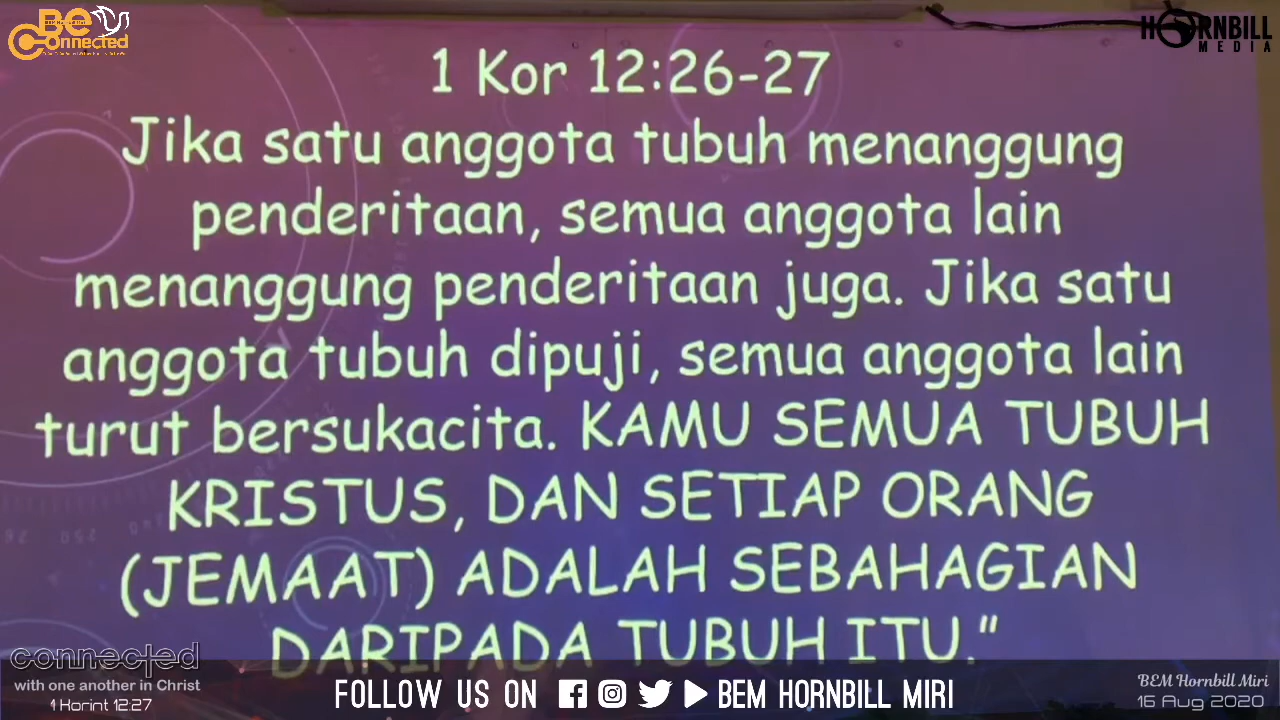 BE
Connected
HORNBILL
MEDIA
1 Kor 12:26-27
Jika satu anggota tubuh menanggung
penderitaan, semua anggota lain
menanggung penderitaan juga. Jika satu
anggota tubuh dipuji, semua anggota lain
turut bersukacita. KAMU SEMUA TUBUH
KRISTUS, DAN SETIAP ORANG
(JEMAAT) ADALAH SEBAHAGIAN
DARIPADA TUBUH ITU."
connected
with one another in Christ
1 Horint 12:27
FOLLOW US ON BEM HORNBILL MIRI
BEM Hornbill Miri
16 Aug 2020